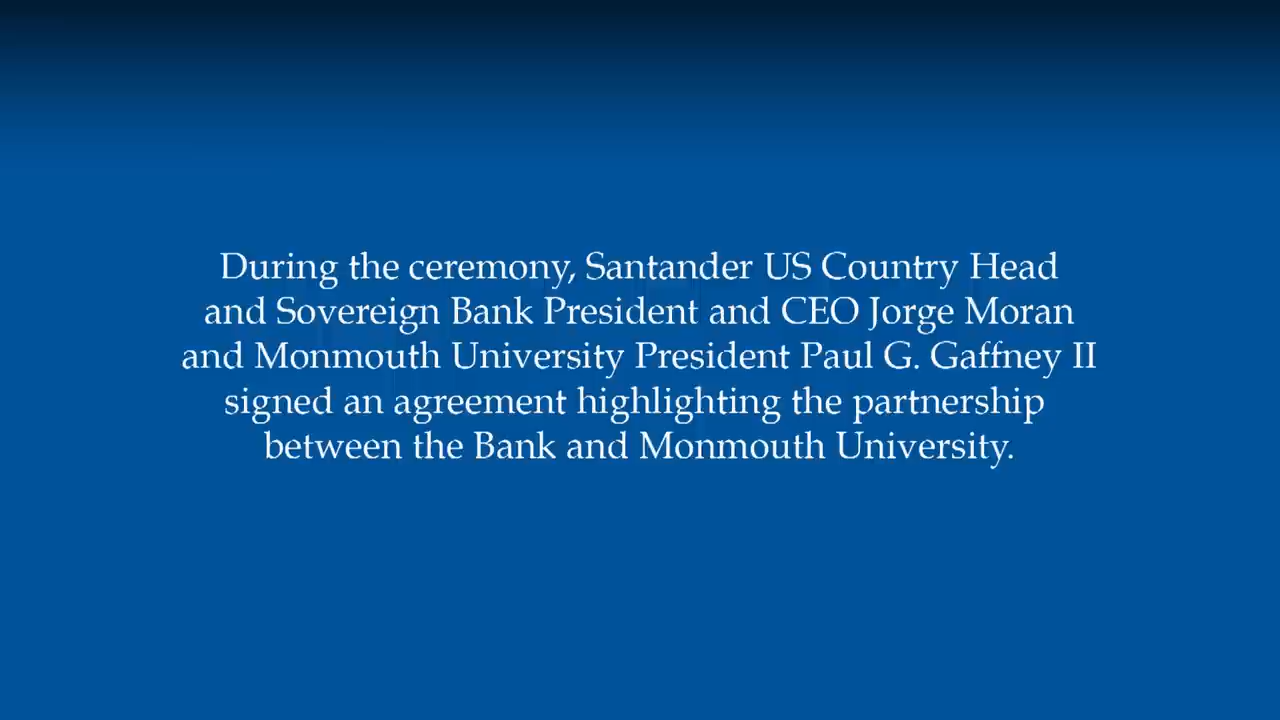 During the ceremony, Santander US Country Head
and Sovereign Bank President and CEO Jorge Moran
and Monmouth University President Paul G. Gaffney II
signed an agreement highlighting the partnership
between the Bank and Monmouth University.